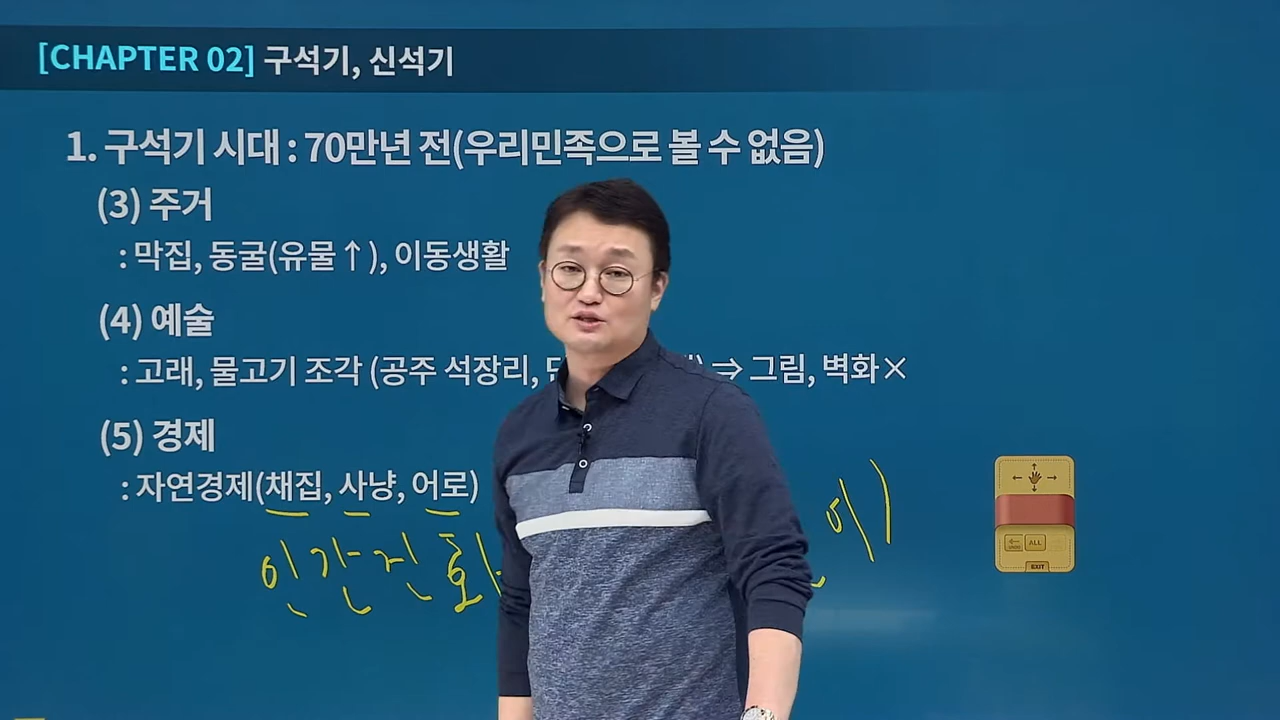 [CHAPTER 02] 구석기, 신석기
1. 구석기 시대 : 70만년 전(우리민족으로 볼 수 없음)
(3) 주거
: 막집, 동굴(유물↑), 이동생활
(4) 예술
: 고래, 물고기 조각 (공주 석장리, ) ⇒ 그림, 벽화×
(5) 경제
: 자연경제(채집, 사냥, 어로)
인간진화
ALL
EXIT